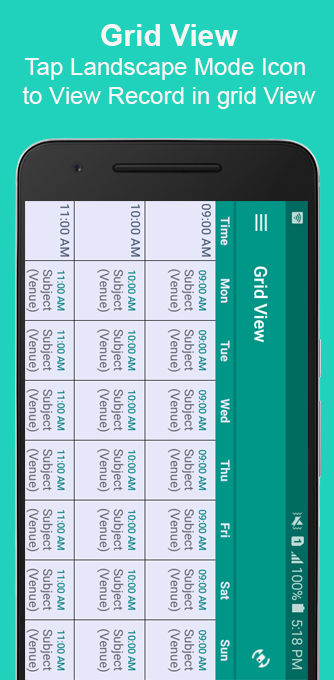 Grid View
Tap Landscape Mode Icon
to View Record in grid View
1 100% 5:18 PM
Grid View
Time Mon Tue Wed Thu Fri Sat Sun
09:00 AM 09:00 AM 09:00 AM 09:00 AM 09:00 AM 09:00 AM 09:00 AM 09:00 AM
Subject Subject Subject Subject Subject Subject Subject
(Venue) (Venue) (Venue) (Venue) (Venue) (Venue) (Venue)
10:00 AM 10:00 AM 10:00 AM 10:00 AM 10:00 AM 10:00 AM 10:00 AM 10:00 AM
Subject Subject Subject Subject Subject Subject Subject
(Venue) (Venue) (Venue) (Venue) (Venue) (Venue) (Venue)
11:00 AM 11:00 AM 11:00 AM 11:00 AM 11:00 AM 11:00 AM 11:00 AM 11:00 AM
Subject Subject Subject Subject Subject Subject Subject
(Venue) (Venue) (Venue) (Venue) (Venue) (Venue) (Venue)